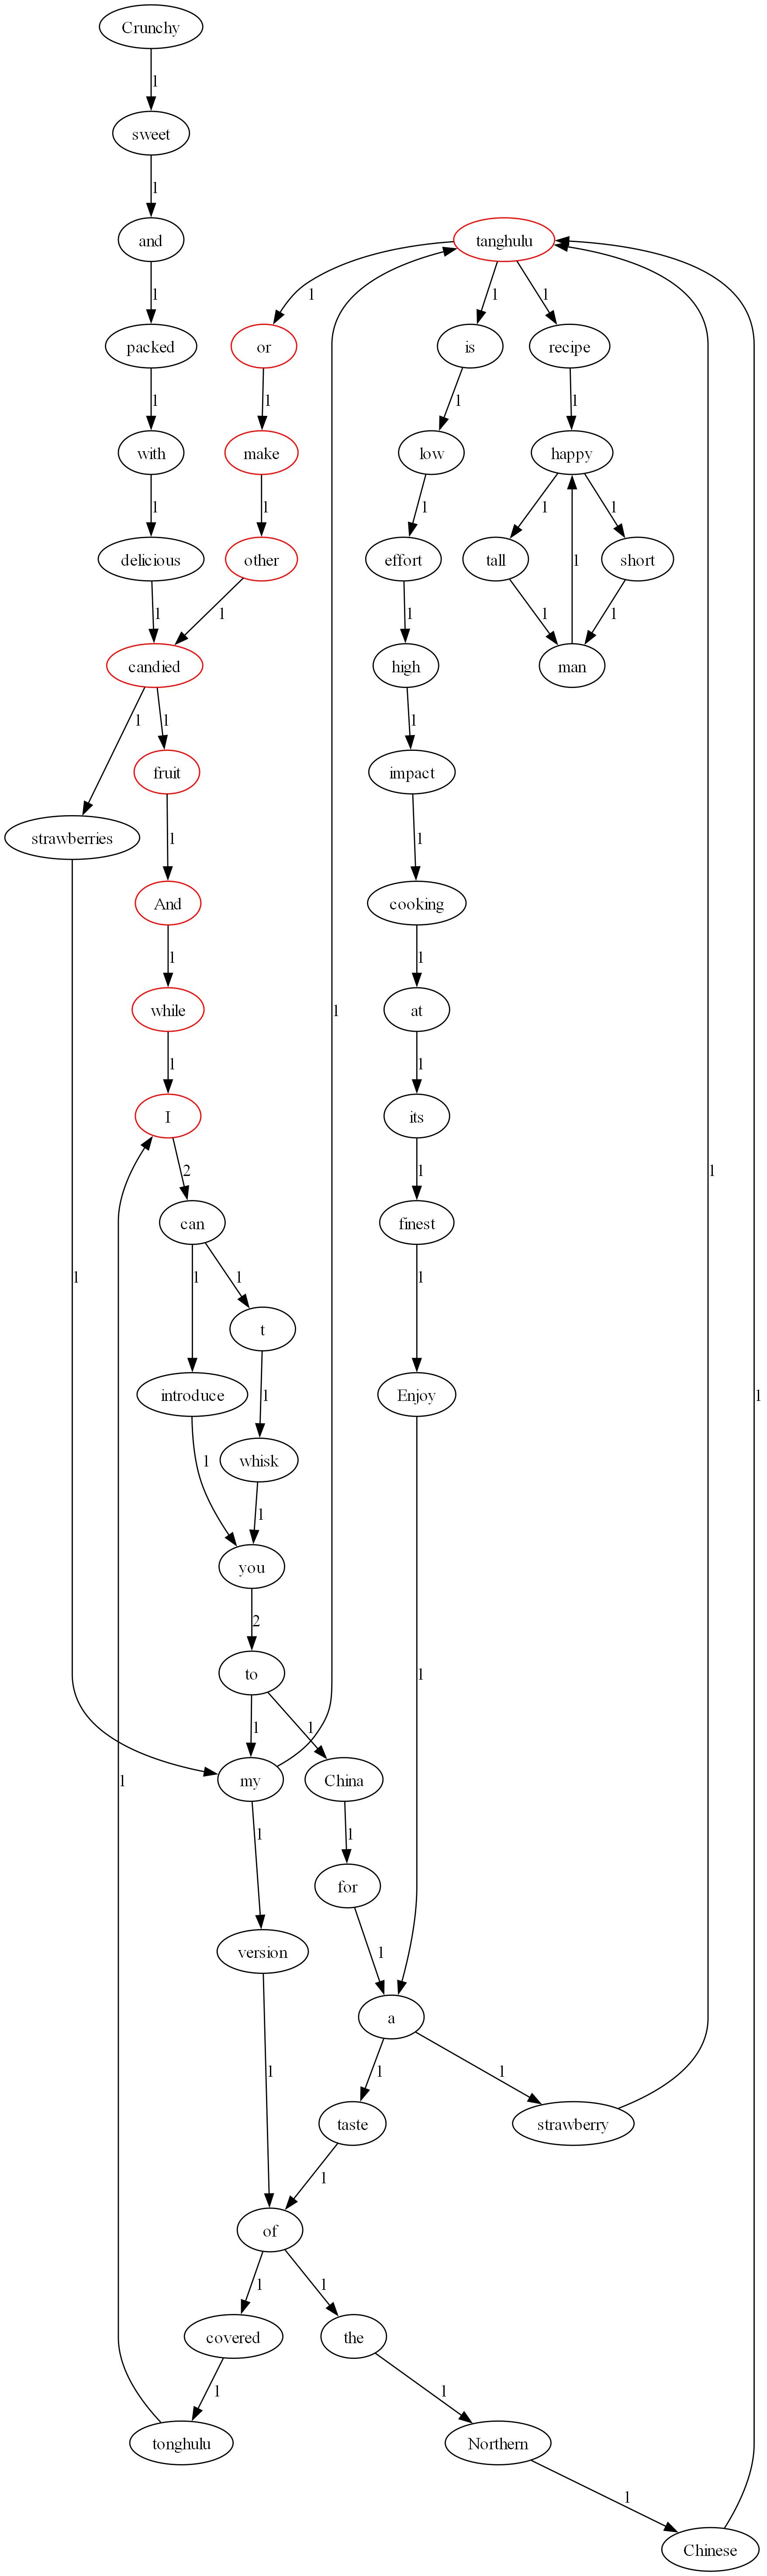 Crunchy
1
sweet
1
and
tanghulu
1
1
1
1
packed
or
is
recipe
1
1
1
1
with
make
low
happy
1
1
1
1
1
delicious
other
effort
tall
short
1
1
1
1
1
1
candied
high
man
1
1
1
fruit
impact
strawberries
1
1
And
cooking
1
1
while
1
at
1
1
I
its
2
1
1
can
finest
1
1
1
1
t
introduce
1
Enjoy
1
whisk
1
you
2
to
1
1
1
my
China
1
1
1
1
for
version
1
a
1
1
1
taste
strawberry
1
of
1
1
covered
the
1
1
tonghulu
Northern
1
Chinese